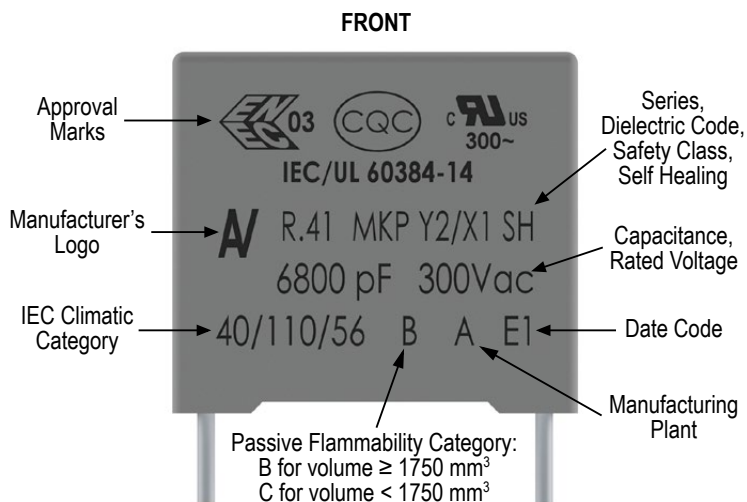 FRONT
Approval
Marks
ENEC 03
CQC
C UR US
300~
IEC/UL 60384-14
Series,
Dielectric Code,
Safety Class,
Self Healing
Manufacturer's
Logo
R.41 MKP Y2/X1 SH
6800 pF 300Vac
Capacitance,
Rated Voltage
IEC Climatic
Category
40/110/56 B A E1
Date Code
Manufacturing
Plant
Passive Flammability Category:
B for volume ≥ 1750 mm³
C for volume < 1750 mm³